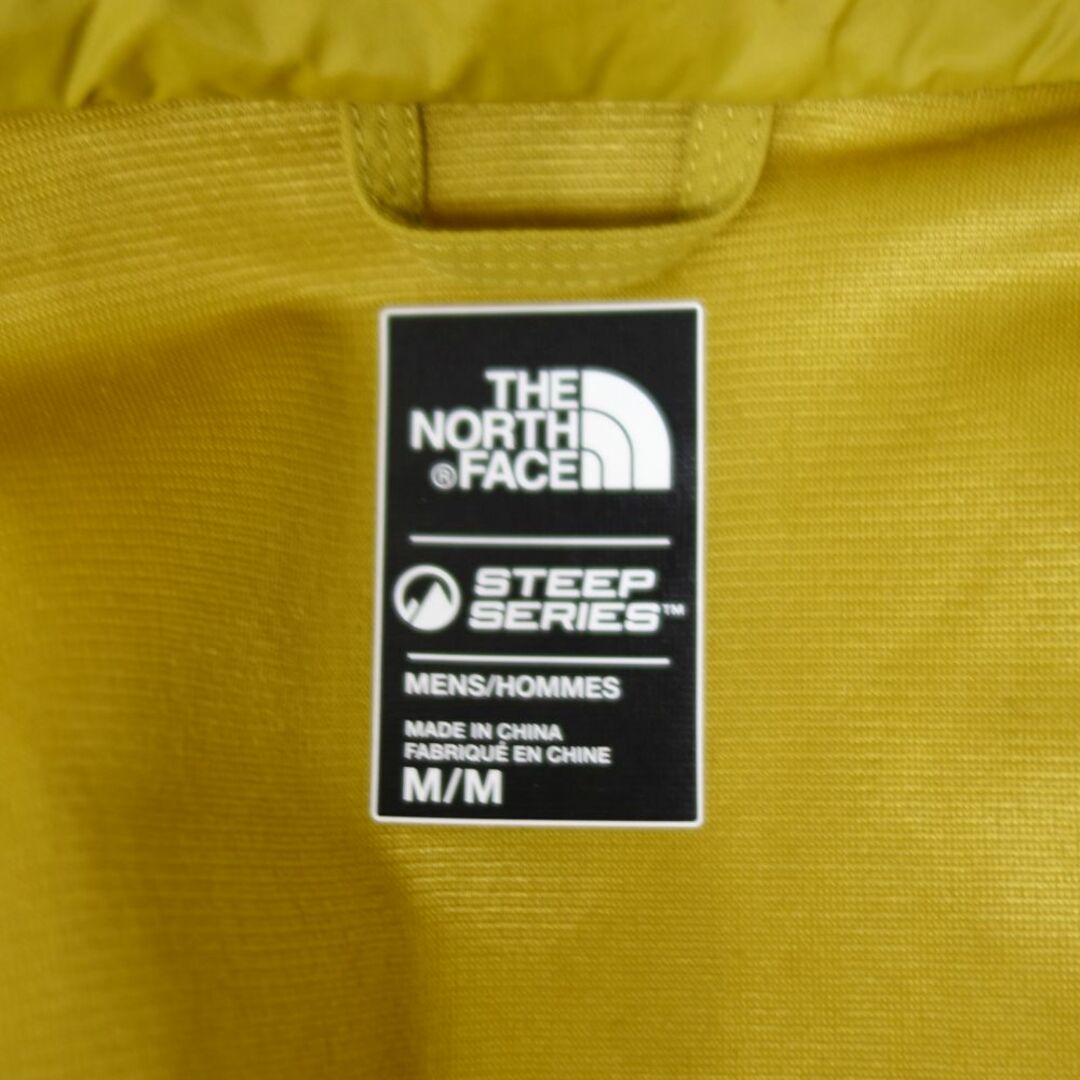 THE
NORTH
®FACE
STEEP
SERIES™
MENS/HOMMES
MADE IN CHINA
FABRIQUÉ EN CHINE
M/M